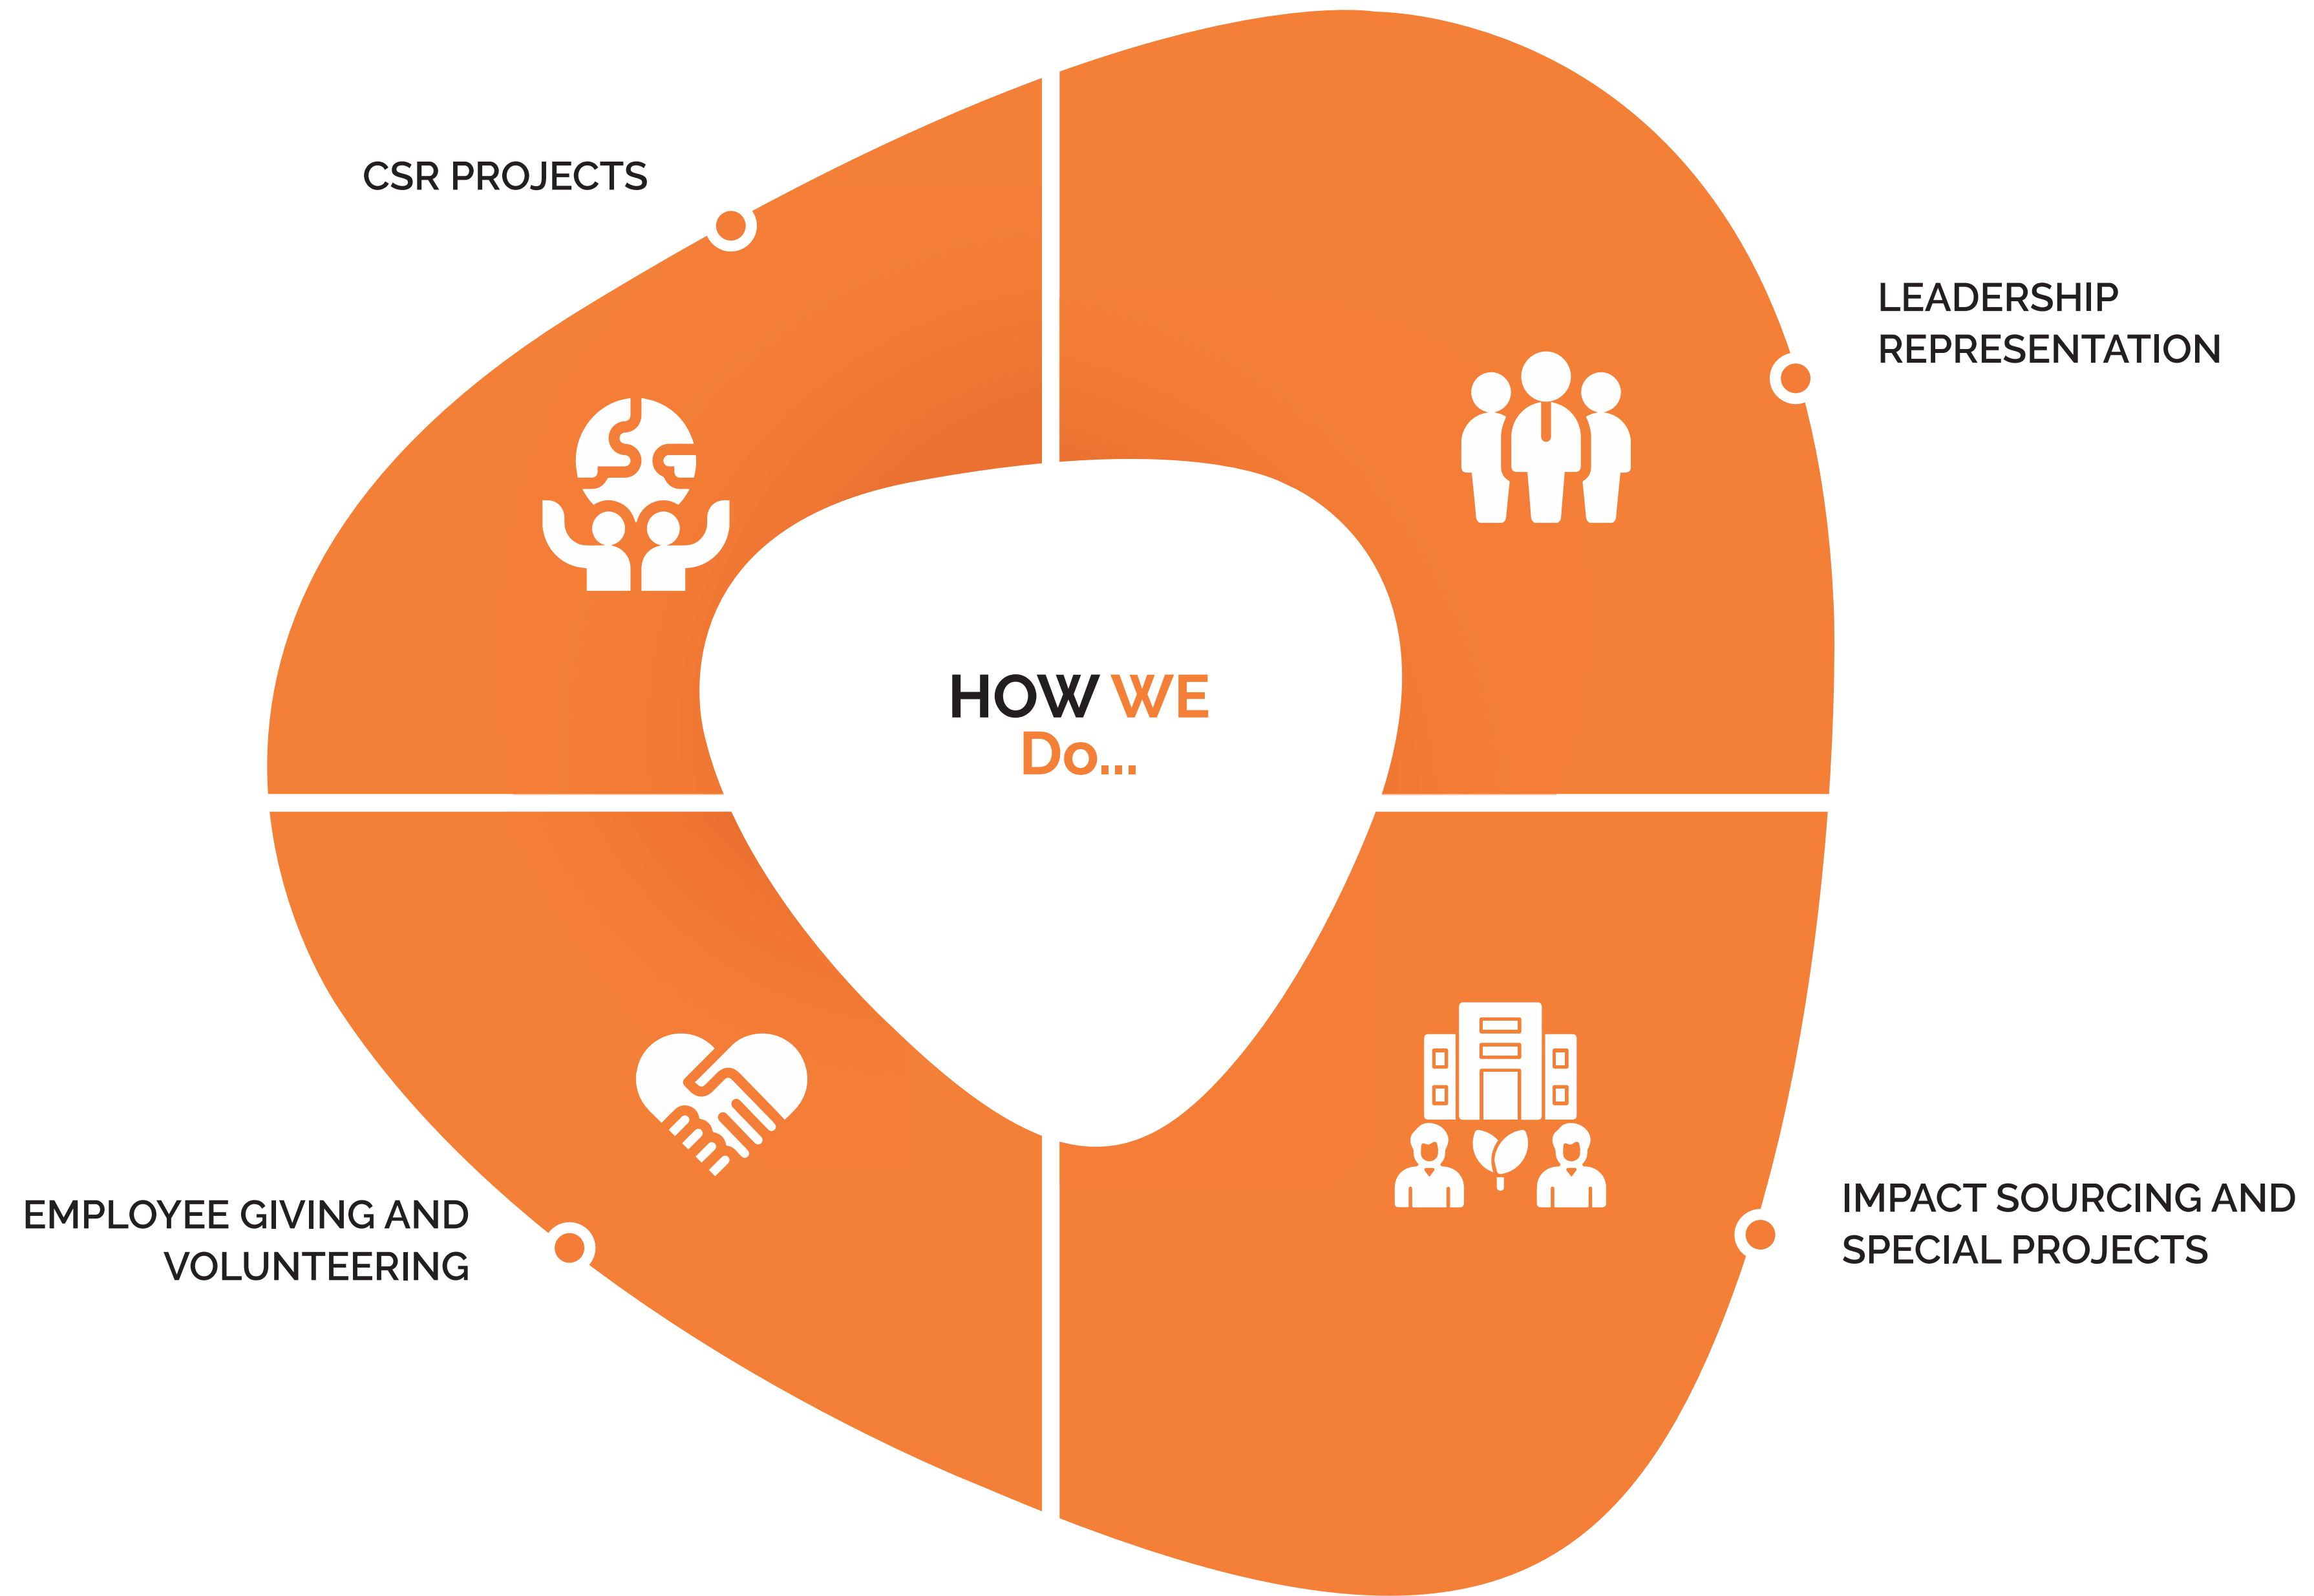 CSR PROJECTS
LEADERSHIP
REPRESENTATION
HOW WE
Do...
EMPLOYEE GIVING AND
VOLUNTEERING
IMPACT SOURCING AND
SPECIAL PROJECTS